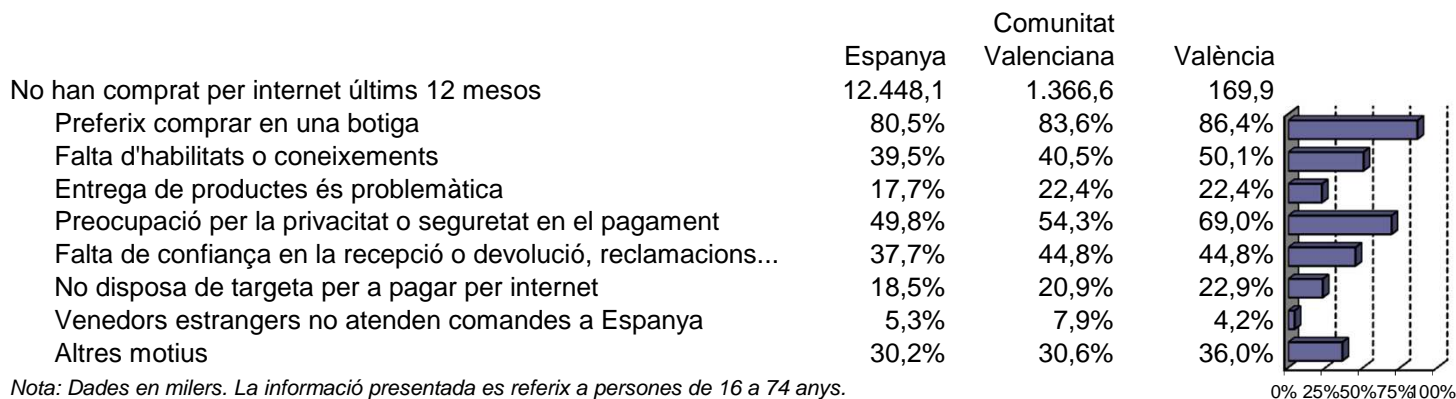 Comunitat
Espanya Valenciana València
No han comprat per internet últims 12 mesos 12.448,1 1.366,6 169,9
Preferix comprar en una botiga 80,5% 83,6% 86,4%
Falta d'habilitats o coneixements 39,5% 40,5% 50,1%
Entrega de productes és problemàtica 17,7% 22,4% 22,4%
Preocupació per la privacitat o seguretat en el pagament 49,8% 54,3% 69,0%
Falta de confiança en la recepció o devolució, reclamacions... 37,7% 44,8% 44,8%
No disposa de targeta per a pagar per internet 18,5% 20,9% 22,9%
Venedors estrangers no atenden comandes a Espanya 5,3% 7,9% 4,2%
Altres motius 30,2% 30,6% 36,0%
Nota: Dades en milers. La informació presentada es referix a persones de 16 a 74 anys. 0% 25% 50% 75% 100%